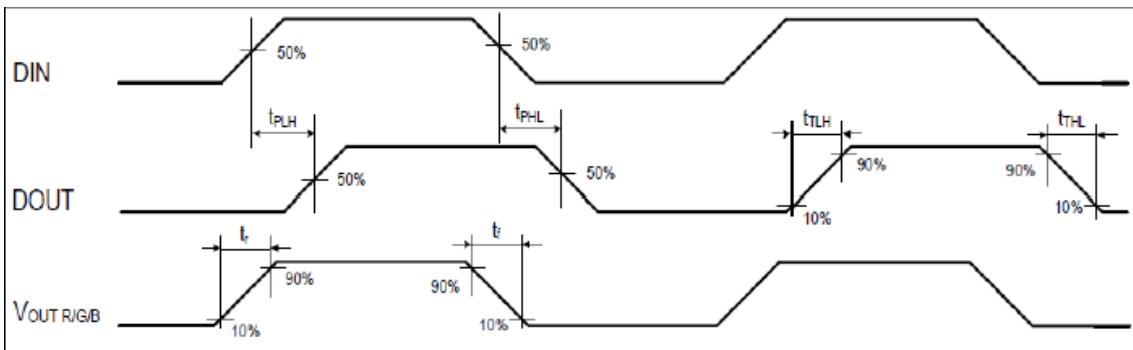 DIN
50%
50%
tPLH
tPHL
tTLH
tTHL
DOUT
50%
50%
90%
10%
90%
10%
tr
tf
VOUT R/G/B
90%
10%
90%
10%